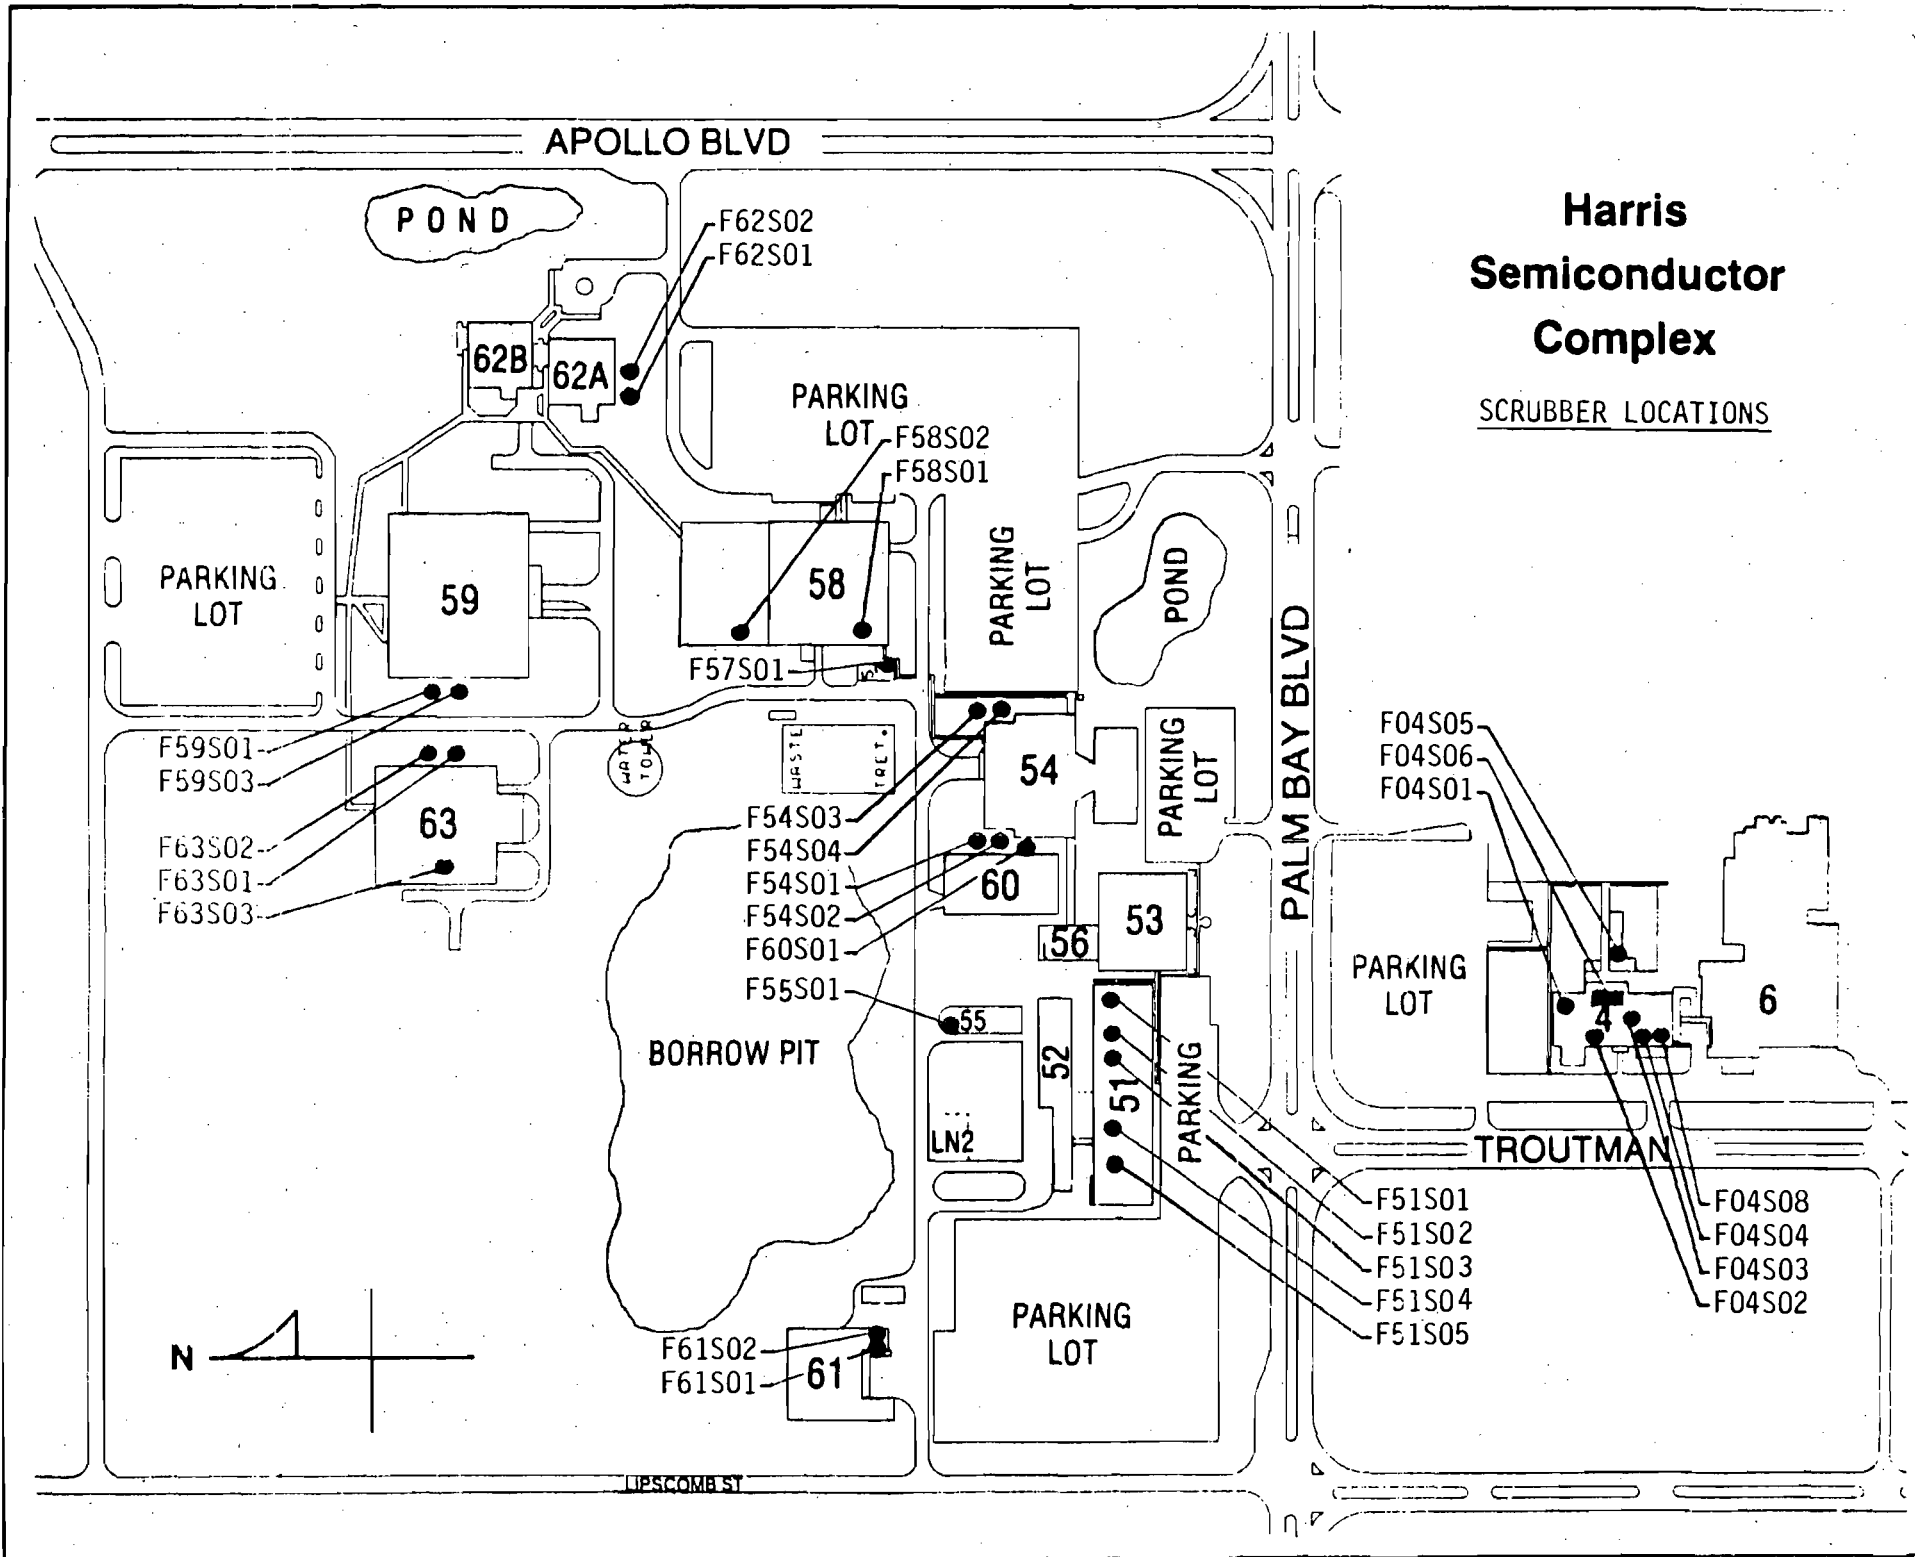 APOLLO BLVD
POND
Harris
Semiconductor
Complex
SCRUBBER LOCATIONS
F62S02
F62S01
62B
62A
PARKING
LOT
F58S02
F58S01
PARKING
LOT
59
58
PARKING
LOT
POND
PALM BAY BLVD
F57S01
57
F59S01
F59S03
WATER
TOWER
WASTE
TRET.
54
PARKING
LOT
F04S05
F04S06
F04S01
63
F63S02
F63S01
F63S03
F54S03
F54S04
F54S01
F54S02
F60S01
F55S01
60
53
56
PARKING
LOT
4
6
55
BORROW PIT
52
51
PARKING
LN2
TROUTMAN
F51S01
F51S02
F51S03
F51S04
F51S05
F04S08
F04S04
F04S03
F04S02
N
F61S02
F61S01
61
PARKING
LOT
LIPSCOMB ST